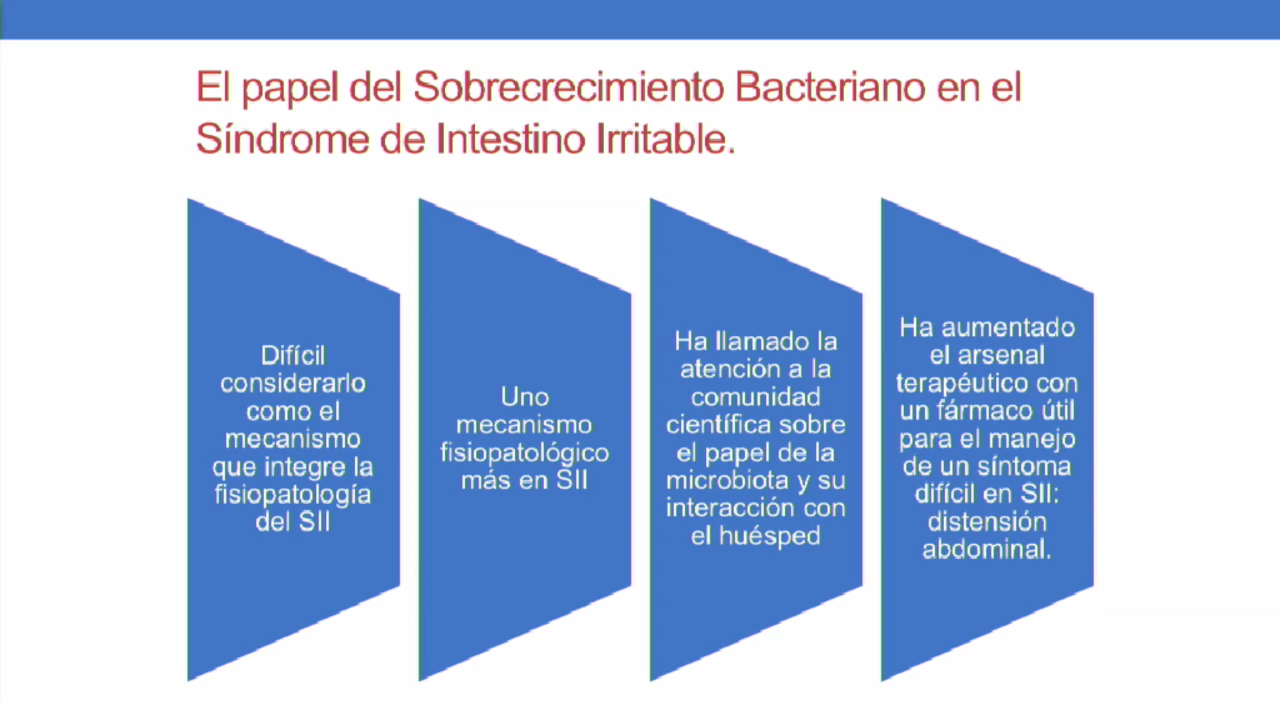 El papel del Sobrecrecimiento Bacteriano en el
Síndrome de Intestino Irritable.
Difícil
considerarlo
como el
mecanismo
que integre la
fisiopatología
del SII
Uno
mecanismo
fisiopatológico
más en SII
Ha llamado la
atención a la
comunidad
científica sobre
el papel de la
microbiota y su
interacción con
el huésped
Ha aumentado
el arsenal
terapéutico con
un fármaco útil
para el manejo
de un síntoma
difícil en SII:
distensión
abdominal.